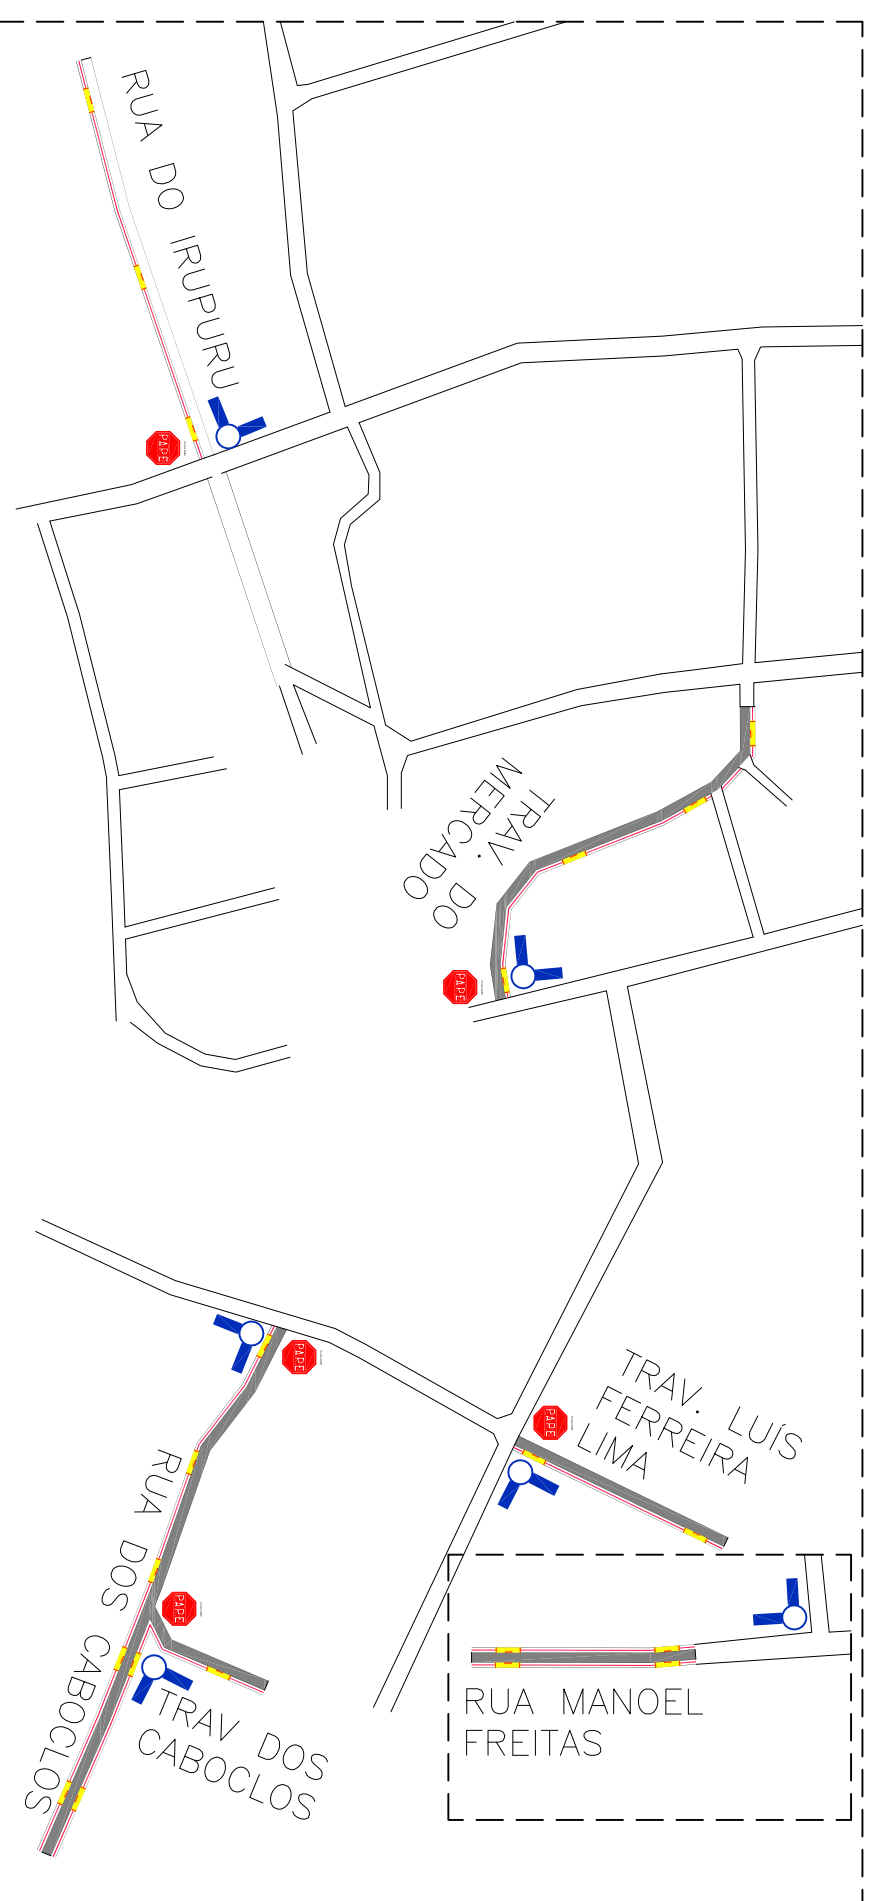 RUA DO IRUPURU
PARE
TRAV. DO
MERCADO
PARE
PARE
TRAV. LUÍS
FERREIRA
LIMA
PARE
RUA DOS CABOCLOS
PARE
TRAV DOS
CABOCLOS
RUA MANOEL
FREITAS